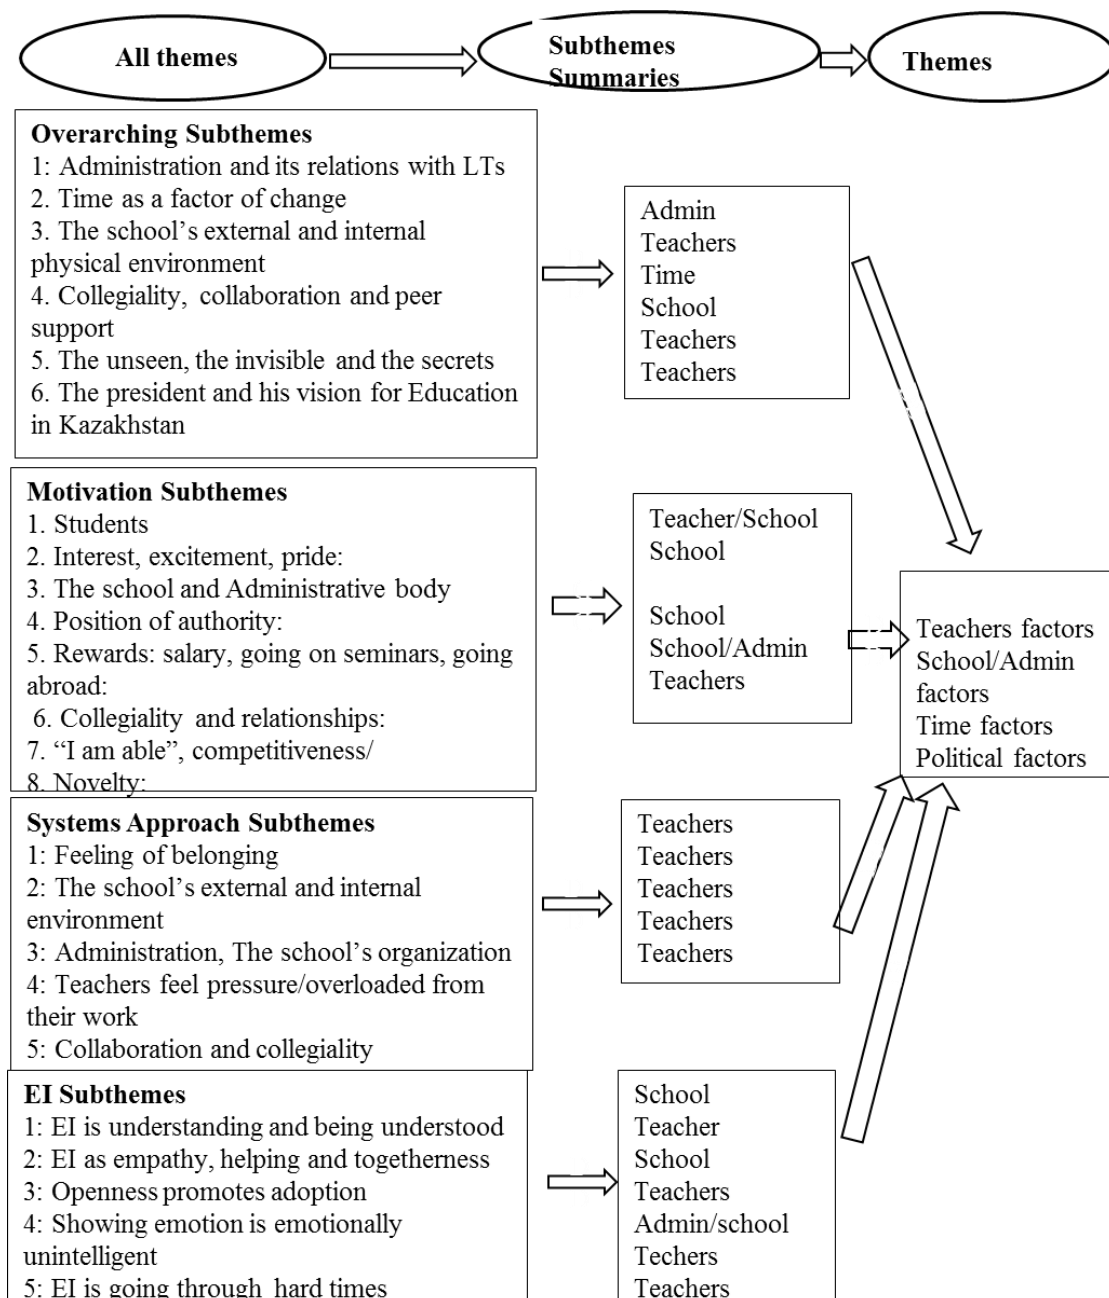 All themes
Subthemes
Summaries
Themes
Overarching Subthemes
1: Administration and its relations with LTs
2. Time as a factor of change
3. The school’s external and internal
physical environment
4. Collegiality, collaboration and peer
support
5. The unseen, the invisible and the secrets
6. The president and his vision for Education
in Kazakhstan
Admin
Teachers
Time
School
Teachers
Teachers
Motivation Subthemes
1. Students
2. Interest, excitement, pride:
3. The school and Administrative body
4. Position of authority:
5. Rewards: salary, going on seminars, going
abroad:
6. Collegiality and relationships:
7. “I am able”, competitiveness/
8. Novelty:
Teacher/School
School
School
School/Admin
Teachers
Teachers factors
School/Admin
factors
Time factors
Political factors
Systems Approach Subthemes
1: Feeling of belonging
2: The school’s external and internal
environment
3: Administration, The school’s organization
4: Teachers feel pressure/overloaded from
their work
5: Collaboration and collegiality
Teachers
Teachers
Teachers
Teachers
Teachers
EI Subthemes
1: EI is understanding and being understood
2: EI as empathy, helping and togetherness
3: Openness promotes adoption
4: Showing emotion is emotionally
unintelligent
5: EI is going through hard times
School
Teacher
School
Teachers
Admin/school
Techers
Teachers